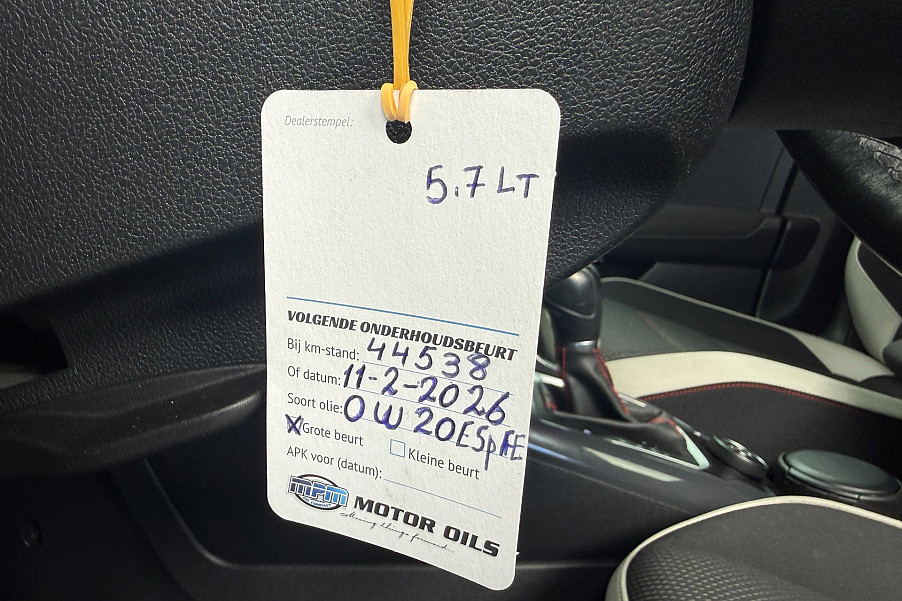 Dealerstempel:
5.7 LT
VOLGENDE ONDERHOUDSBEURT
Bij km-stand: 44538
Of datum: 11-2-2026
Soort olie: 0W20ESpFE
X Grote beurt Kleine beurt
APK voor (datum):
mpm
MOTOR OILS